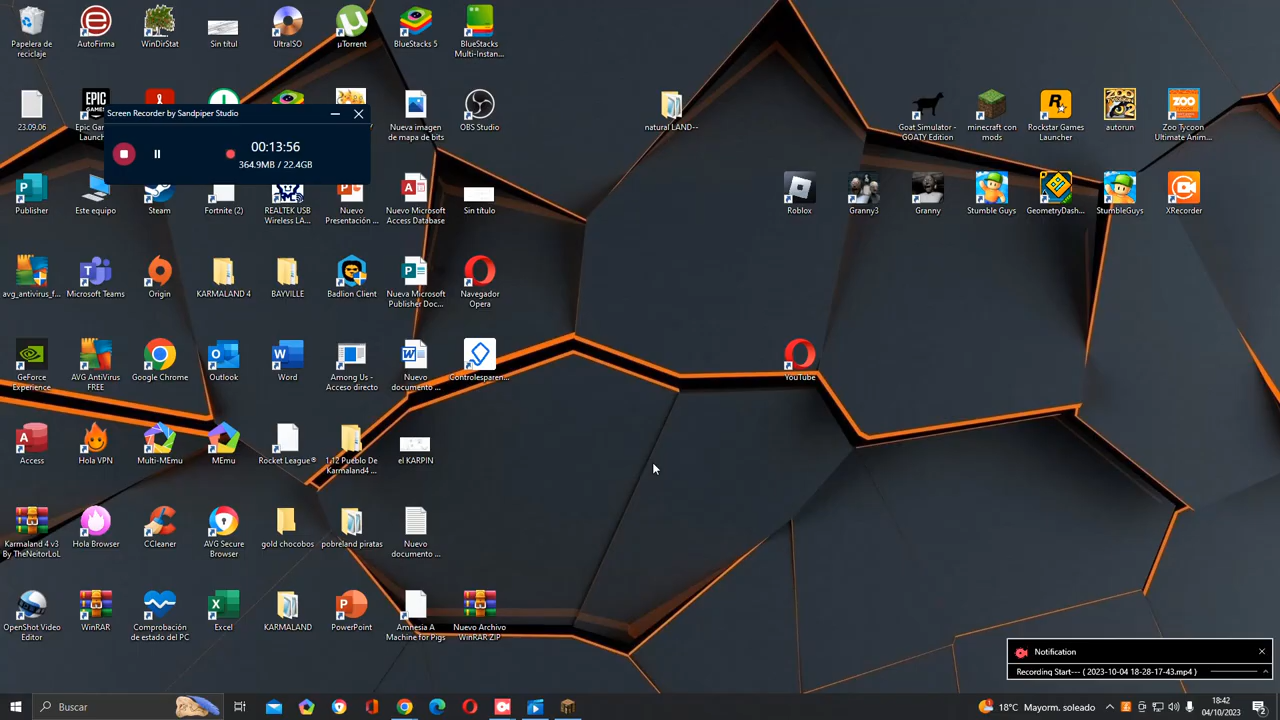 Papelera de
reciclaje
AutoFirma
WinDirStat
Sin títul
UltraISO
µTorrent
BlueStacks 5
BlueStacks
Multi-Instan...
23.09.06
Epic Gam
Launch
Nueva imagen
de mapa de bits
OBS Studio
natural LAND--
Goat Simulator -
GOATY Edition
minecraft con
mods
Rockstar Games
Launcher
autorun
Zoo Tycoon
Ultimate Anim...
Screen Recorder by Sandpiper Studio
00:13:56
364.9MB / 22.4GB
Publisher
Este equipo
Steam
Fortnite (2)
REALTEK USB
Wireless LA...
Nuevo
Presentación ...
Nuevo Microsoft
Access Database
Sin título
Roblox
Granny3
Granny
Stumble Guys
GeometryDash...
StumbleGuys
XRecorder
avg_antivirus_f...
Microsoft Teams
Origin
KARMALAND 4
BAYVILLE
Badlion Client
Nueva Microsoft
Publisher Doc...
Navegador
Opera
GeForce
Experience
AVG AntiVirus
FREE
Google Chrome
Outlook
Word
Among Us -
Acceso directo
Nuevo
documento ...
Controlesparen...
YouTube
Access
Hola VPN
Multi-MEmu
MEmu
Rocket League®
1.12 Pueblo De
Karmaland4 ...
el KARPIN
Karmaland 4 v3
By TheNeitorLoL
Hola Browser
CCleaner
AVG Secure
Browser
gold chocobos
pobreland piratas
Nuevo
documento ...
OpenShot Video
Editor
WinRAR
Comprobación
de estado del PC
Excel
KARMALAND
PowerPoint
Amnesia A
Machine for Pigs
Nuevo Archivo
WinRAR ZIP
Notification
Recording Start--- ( 2023-10-04 18-28-17-43.mp4 )
Buscar
18°C Mayorm. soleado
18:42
04/10/2023